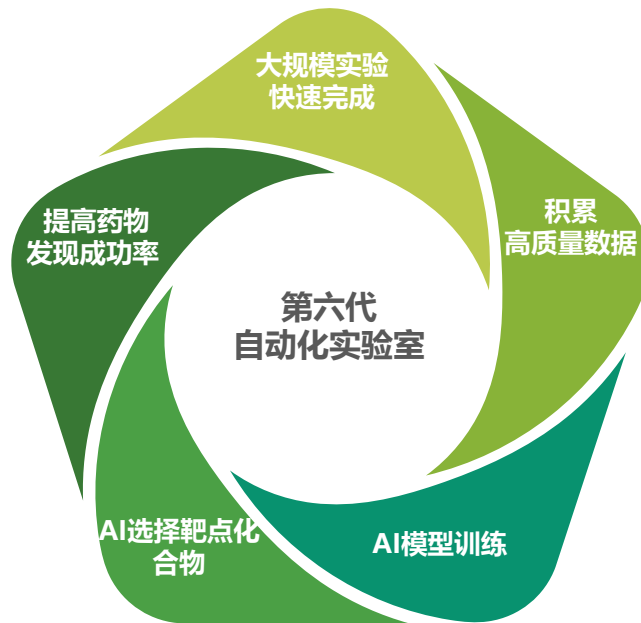 大规模实验
快速完成
积累
高质量数据
AI模型训练
AI选择靶点化
合物
提高药物
发现成功率
第六代
自动化实验室